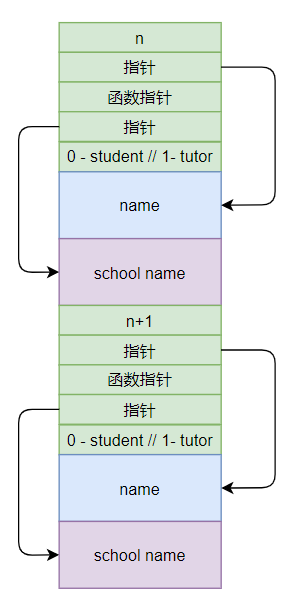 n
指针
函数指针
指针
0 - student // 1- tutor
name
school name
n+1
指针
函数指针
指针
0 - student // 1- tutor
name
school name